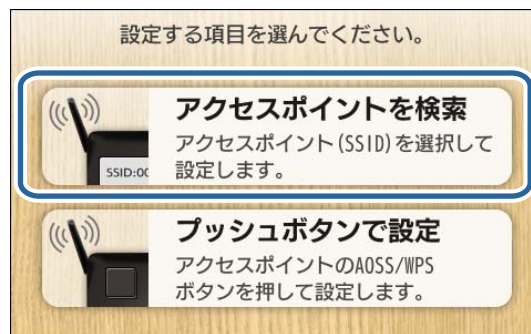 設定する項目を選んでください。
アクセスポイントを検索
アクセスポイント(SSID)を選択して
設定します。
SSID:00
プッシュボタンで設定
アクセスポイントのAOSS/WPS
ボタンを押して設定します。